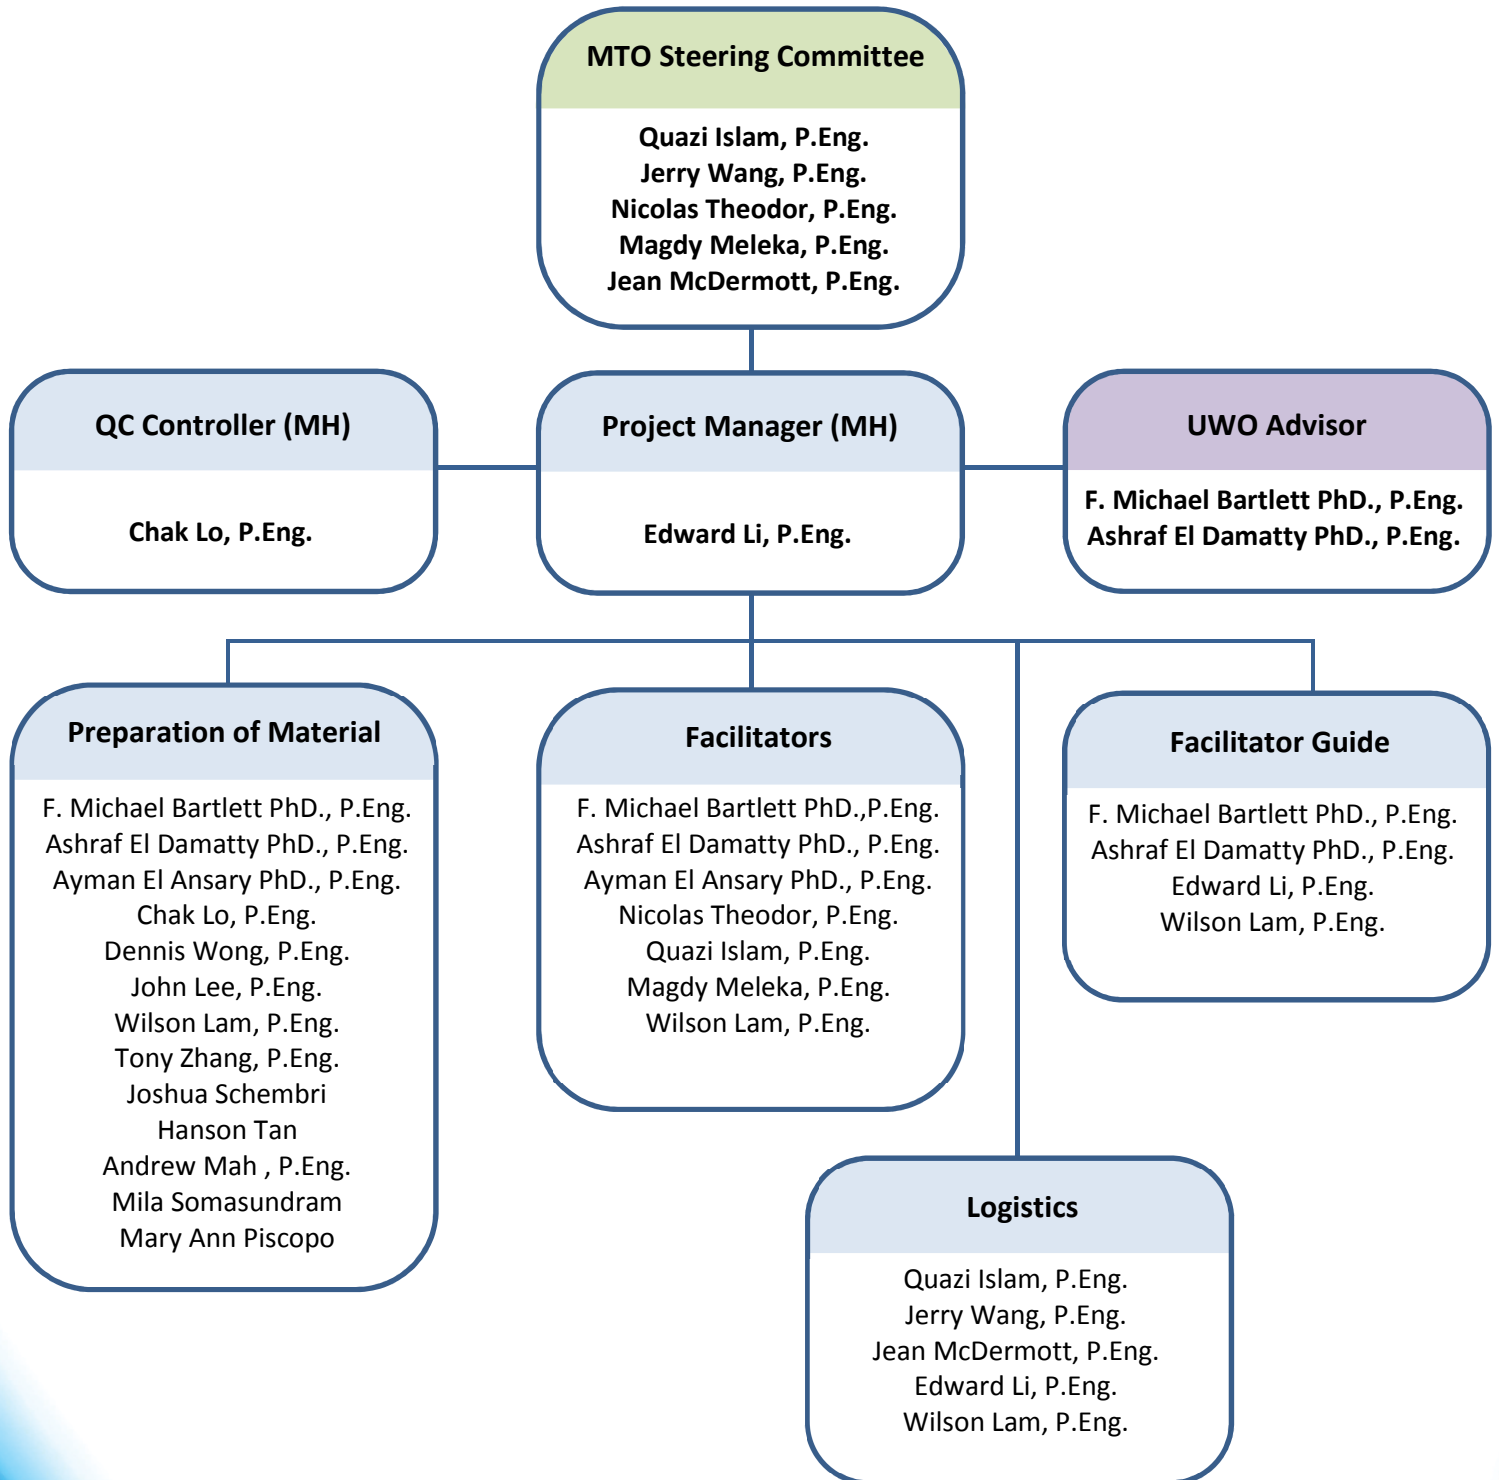 MTO Steering Committee
Quazi Islam, P.Eng.
Jerry Wang, P.Eng.
Nicolas Theodor, P.Eng.
Magdy Meleka, P.Eng.
Jean McDermott, P.Eng.
QC Controller (MH)
Chak Lo, P.Eng.
Project Manager (MH)
Edward Li, P.Eng.
UWO Advisor
F. Michael Bartlett PhD., P.Eng.
Ashraf El Damatty PhD., P.Eng.
Preparation of Material
F. Michael Bartlett PhD., P.Eng.
Ashraf El Damatty PhD., P.Eng.
Ayman El Ansary PhD., P.Eng.
Chak Lo, P.Eng.
Dennis Wong, P.Eng.
John Lee, P.Eng.
Wilson Lam, P.Eng.
Tony Zhang, P.Eng.
Joshua Schembri
Hanson Tan
Andrew Mah , P.Eng.
Mila Somasundram
Mary Ann Piscopo
Facilitators
F. Michael Bartlett PhD.,P.Eng.
Ashraf El Damatty PhD., P.Eng.
Ayman El Ansary PhD., P.Eng.
Nicolas Theodor, P.Eng.
Quazi Islam, P.Eng.
Magdy Meleka, P.Eng.
Wilson Lam, P.Eng.
Facilitator Guide
F. Michael Bartlett PhD., P.Eng.
Ashraf El Damatty PhD., P.Eng.
Edward Li, P.Eng.
Wilson Lam, P.Eng.
Logistics
Quazi Islam, P.Eng.
Jerry Wang, P.Eng.
Jean McDermott, P.Eng.
Edward Li, P.Eng.
Wilson Lam, P.Eng.